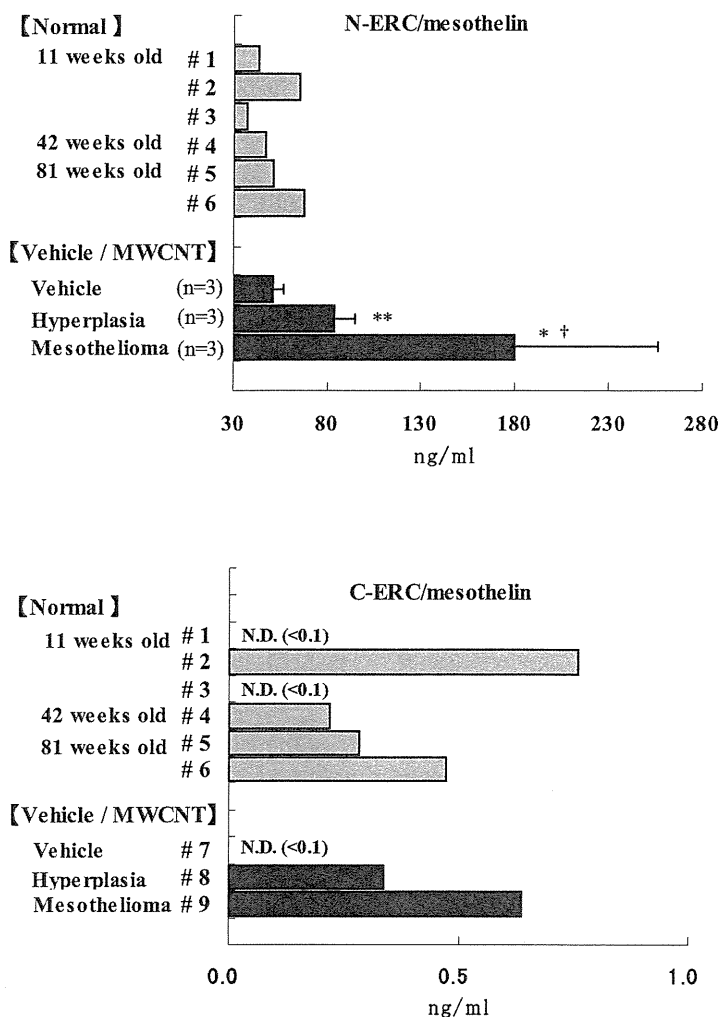 【Normal】
N-ERC/mesothelin
11 weeks old
#1
#2
#3
42 weeks old
#4
81 weeks old
#5
#6
【Vehicle / MWCNT】
Vehicle (n=3)
Hyperplasia (n=3) **
Mesothelioma (n=3) * †
30 80 130 180 230 280
ng/ml
C-ERC/mesothelin
【Normal】
11 weeks old #1 N.D. (<0.1)
#2
#3 N.D. (<0.1)
42 weeks old #4
81 weeks old #5
#6
【Vehicle / MWCNT】
Vehicle #7 N.D. (<0.1)
Hyperplasia #8
Mesothelioma #9
0.0 0.5 1.0
ng/ml